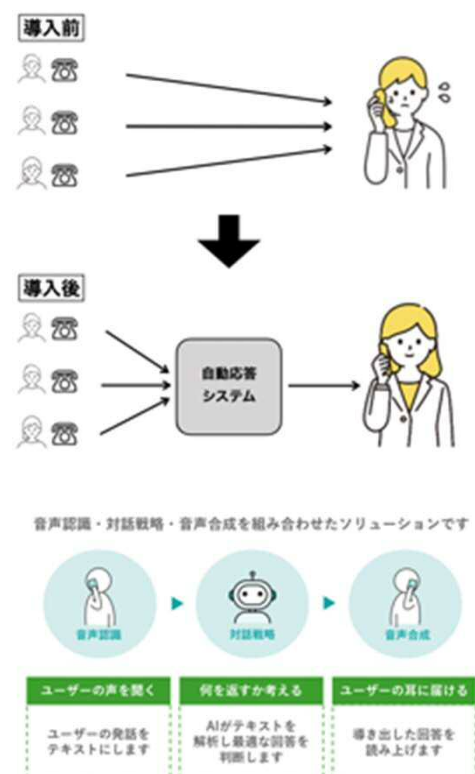 導入前
導入後
自動応答
システム
音声認識・対話戦略・音声合成を組み合わせたソリューションです
音声認識
対話戦略
音声合成
ユーザーの声を聞く
何を返すか考える
ユーザーの耳に届ける
ユーザーの発話を
テキストにします
AIがテキストを
解析し最適な回答を
判断します
導き出した回答を
読み上げます